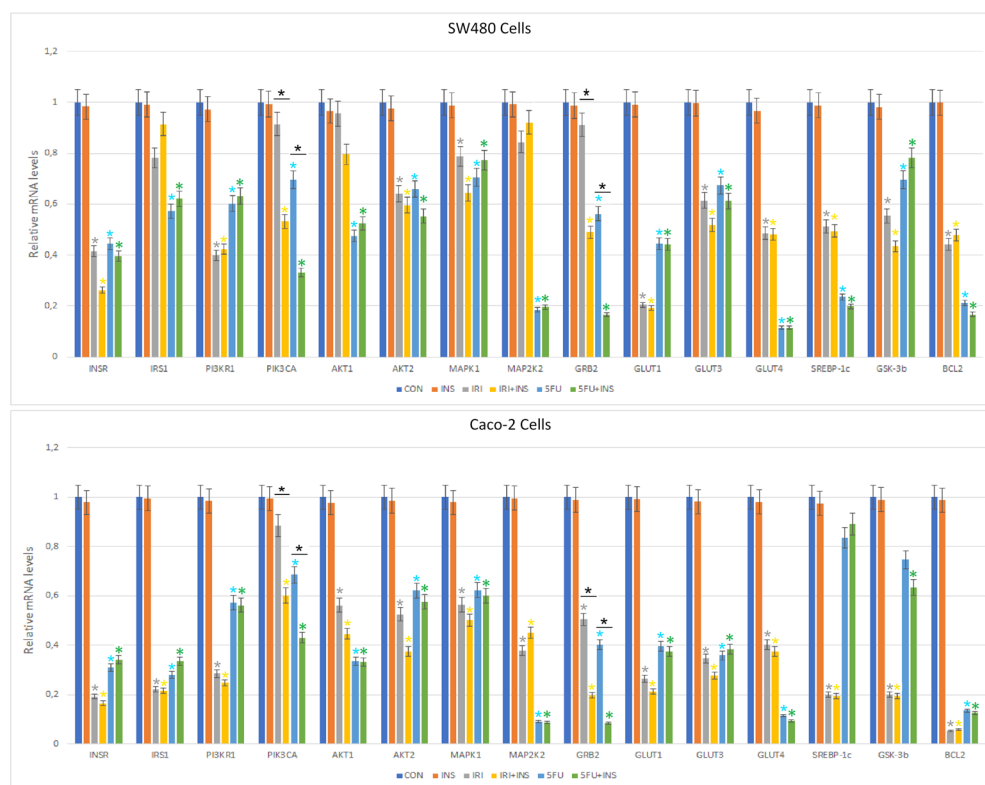 SW480 Cells
1,2
1
0,8
0,6
0,4
0,2
0
Relative mRNA levels
* * * *
* * * * * * * * * * * * * * * * * * * * * * * * * * * * * * * * * * * * * * * * * * * * * * * * * *
INSR IRS1 PI3KR1 PIK3CA AKT1 AKT2 MAPK1 MAP2K2 GRB2 GLUT1 GLUT3 GLUT4 SREBP-1c GSK-3b BCL2
CON INS IRI IRI+INS 5FU 5FU+INS
Caco-2 Cells
1,2
1
0,8
0,6
0,4
0,2
0
Relative mRNA levels
* * * *
* * * * * * * * * * * * * * * * * * * * * * * * * * * * * * * * * * * * * * * * * * * * * * * * * * * * * * * *
INSR IRS1 PI3KR1 PIK3CA AKT1 AKT2 MAPK1 MAP2K2 GRB2 GLUT1 GLUT3 GLUT4 SREBP-1c GSK-3b BCL2
CON INS IRI IRI+INS 5FU 5FU+INS